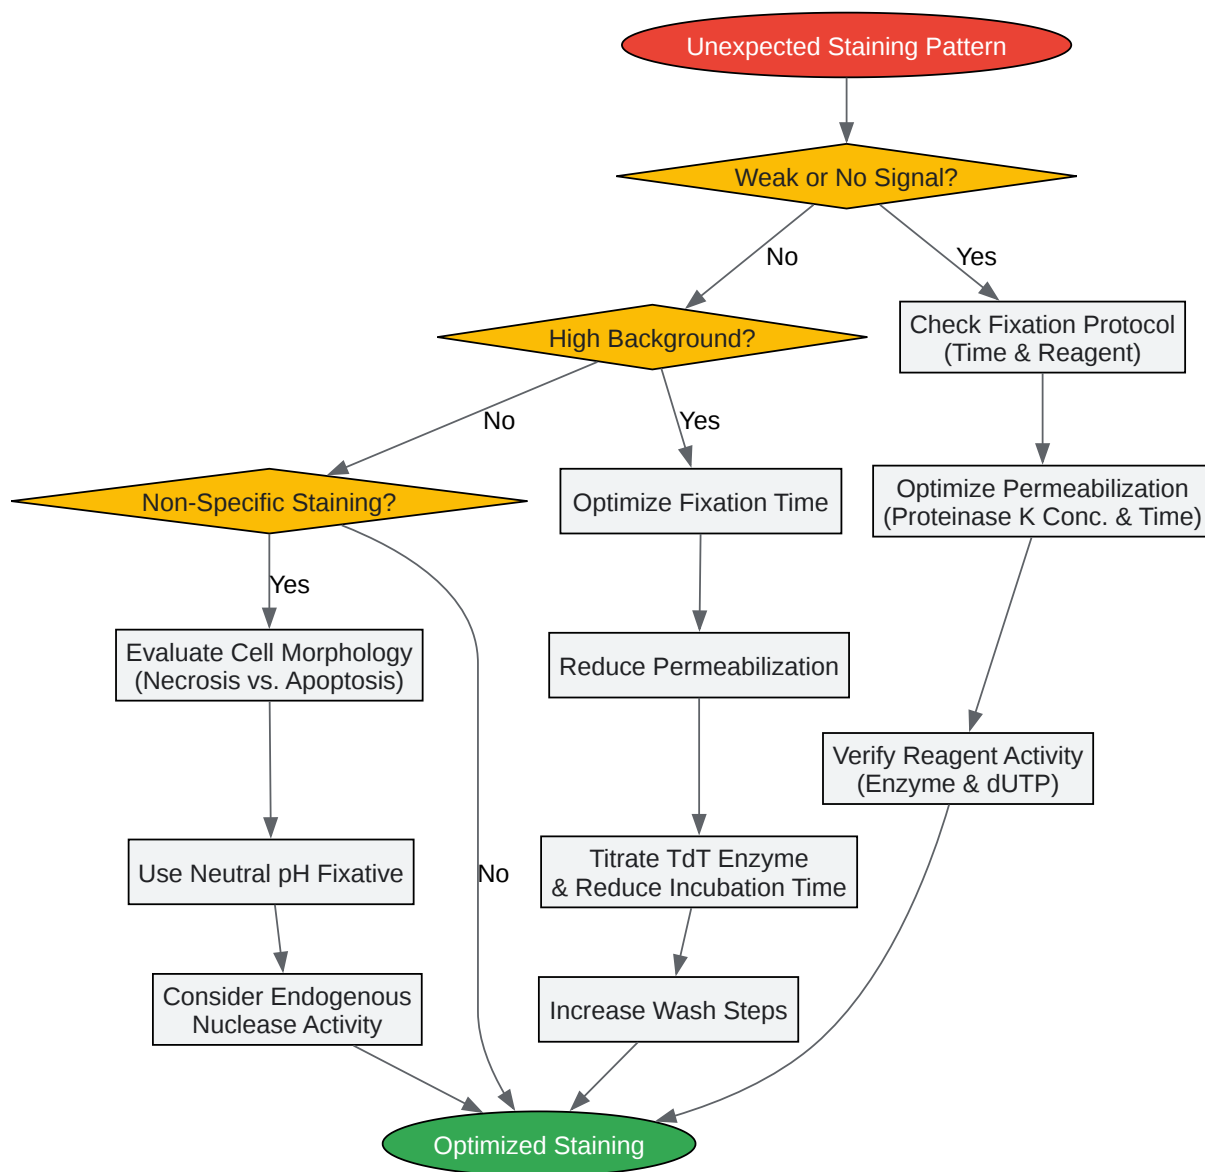 Unexpected Staining Pattern
Weak or No Signal?
No
Yes
High Background?
Check Fixation Protocol
(Time & Reagent)
No
Yes
Non-Specific Staining?
Optimize Fixation Time
Optimize Permeabilization
(Proteinase K Conc. & Time)
Yes
Evaluate Cell Morphology
(Necrosis vs. Apoptosis)
Reduce Permeabilization
Verify Reagent Activity
(Enzyme & dUTP)
Use Neutral pH Fixative
No
Titrate TdT Enzyme
& Reduce Incubation Time
Consider Endogenous
Nuclease Activity
Increase Wash Steps
Optimized Staining